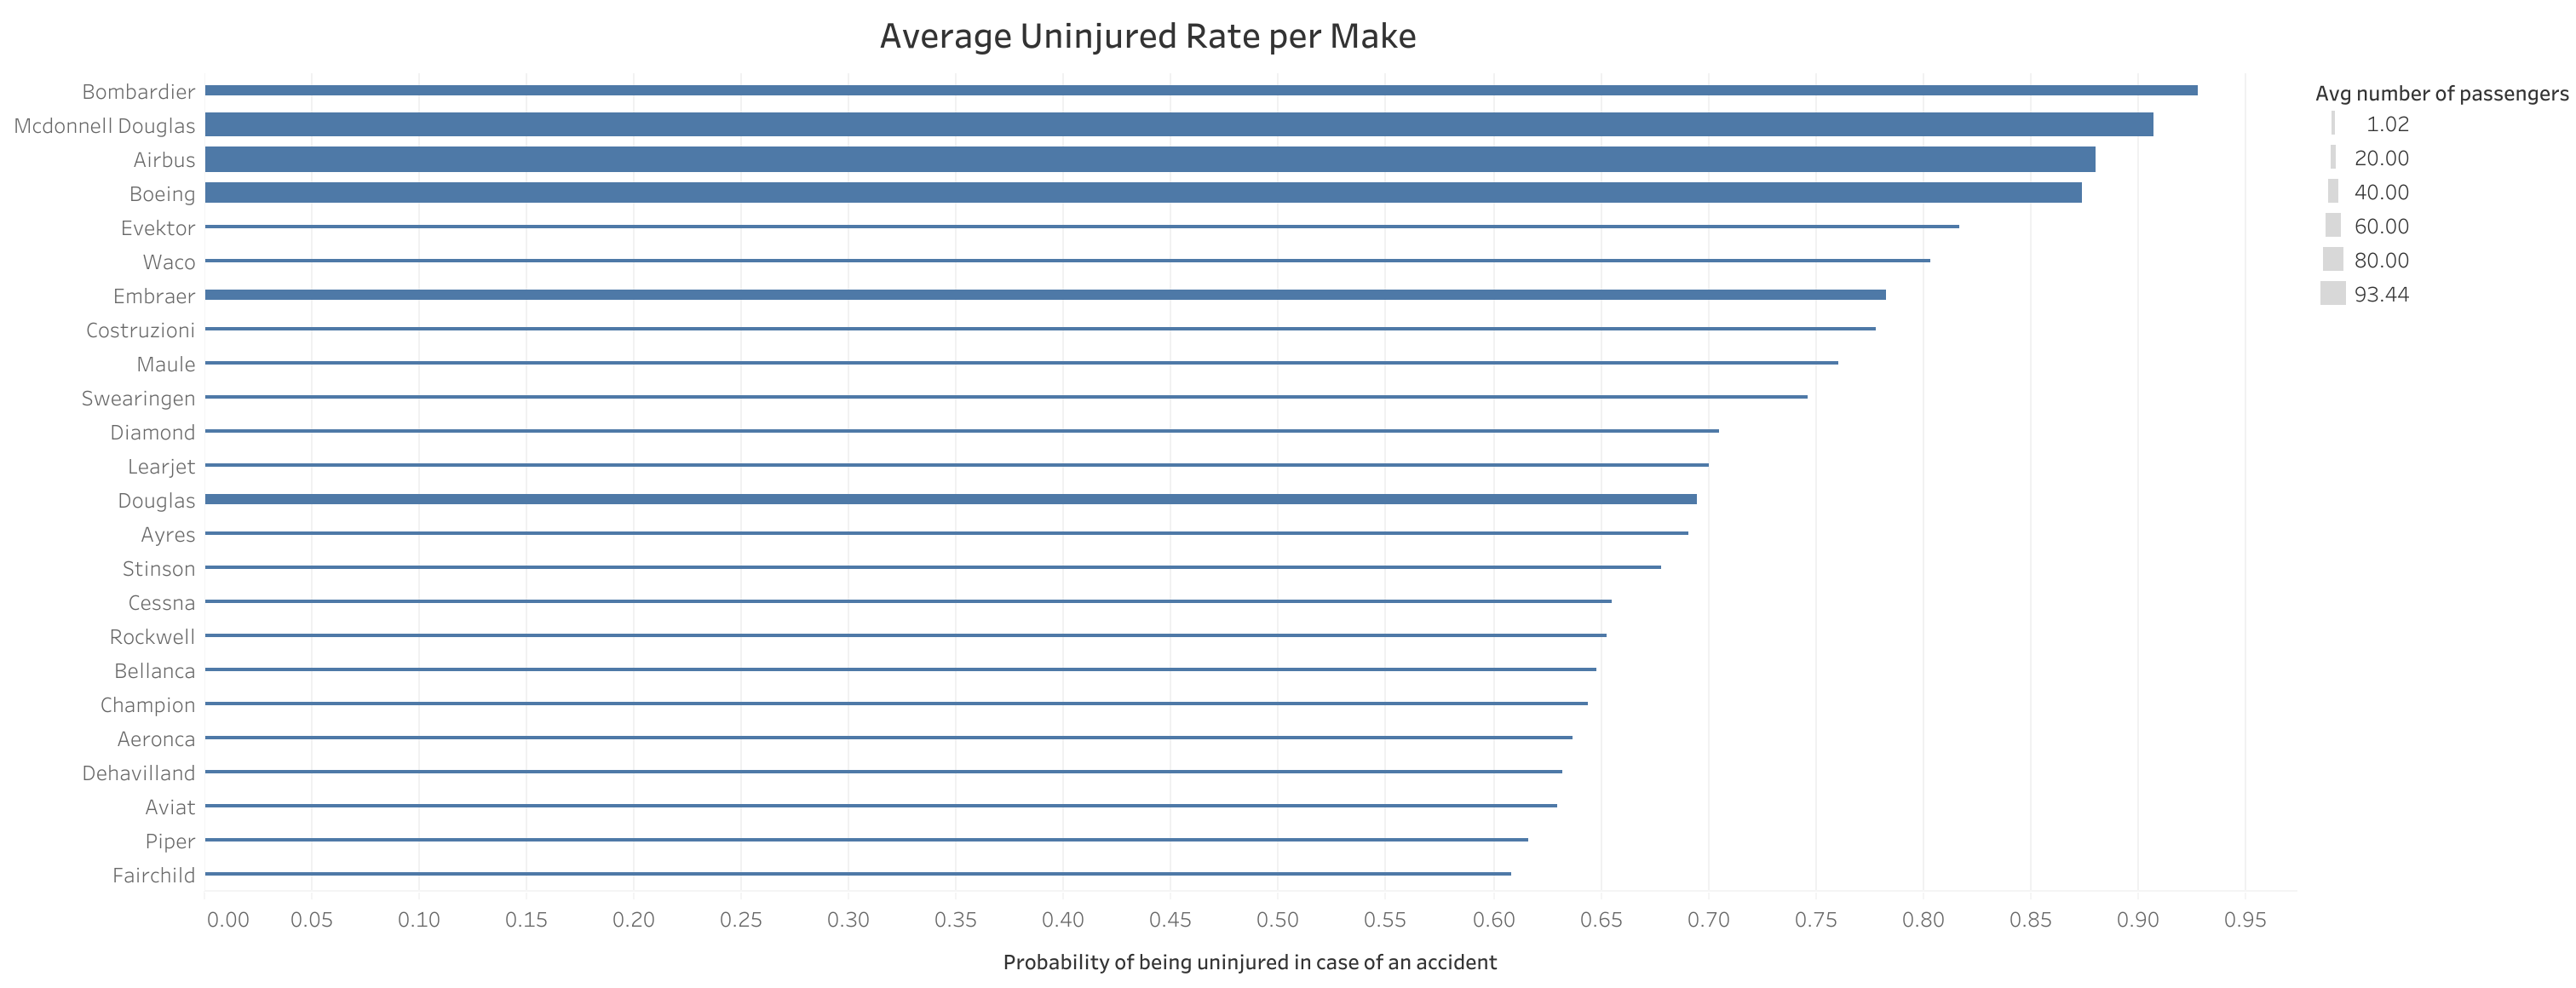 Average Uninjured Rate per Make
Bombardier
Mcdonnell Douglas
Airbus
Boeing
Evektor
Waco
Embraer
Costruzioni
Maule
Swearingen
Diamond
Learjet
Douglas
Ayres
Stinson
Cessna
Rockwell
Bellanca
Champion
Aeronca
Dehavilland
Aviat
Piper
Fairchild
0.00 0.05 0.10 0.15 0.20 0.25 0.30 0.35 0.40 0.45 0.50 0.55 0.60 0.65 0.70 0.75 0.80 0.85 0.90 0.95
Probability of being uninjured in case of an accident
Avg number of passengers
1.02
20.00
40.00
60.00
80.00
93.44